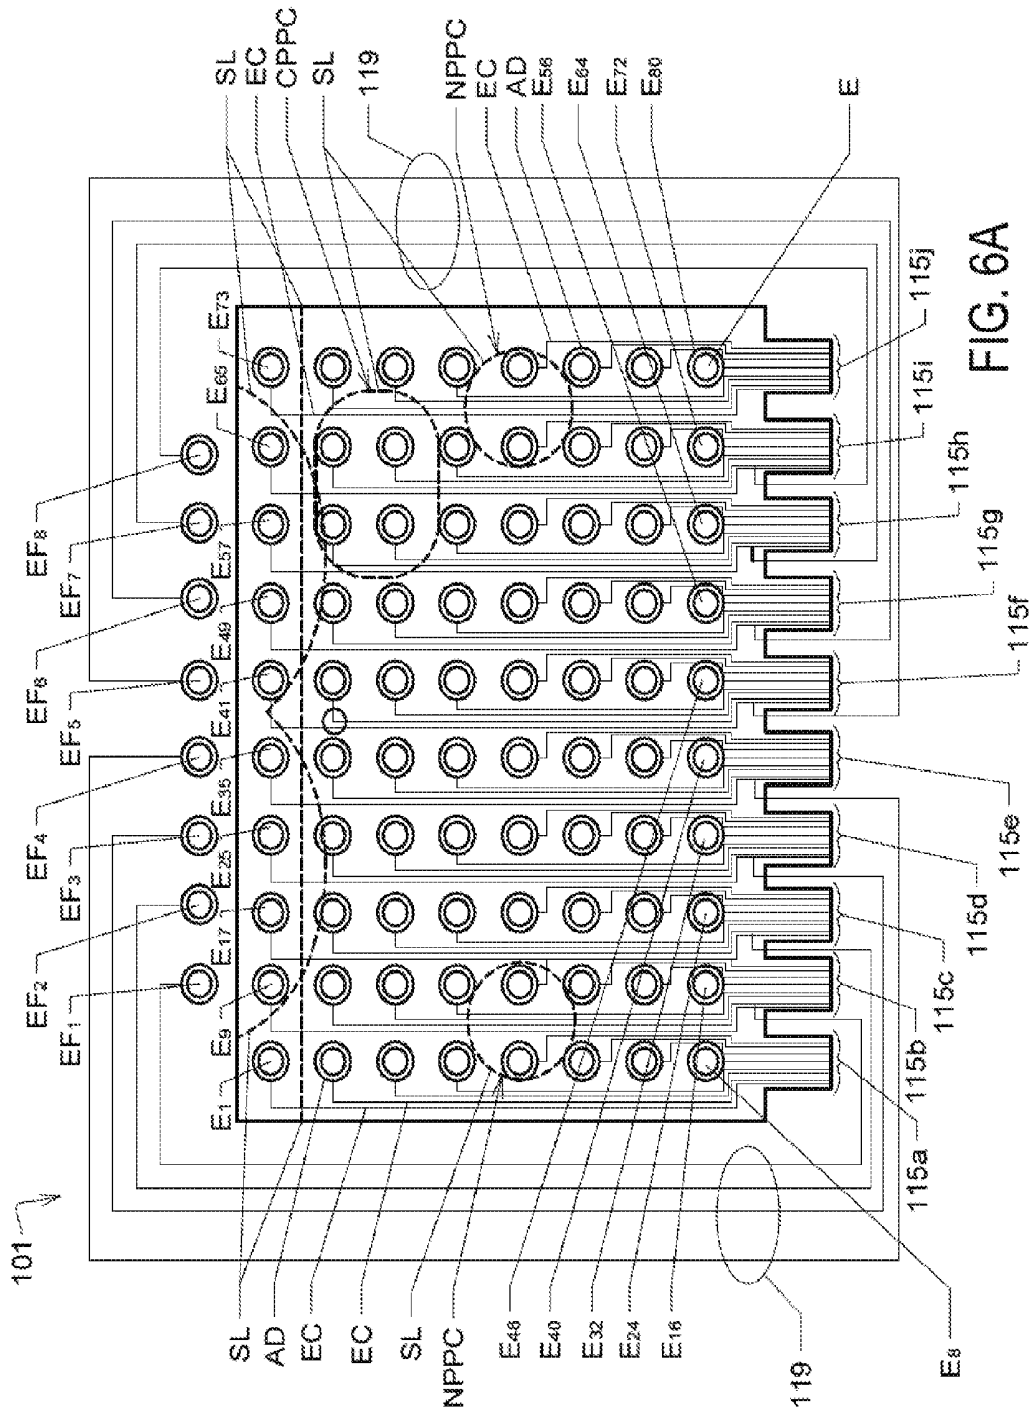 101
SL
EC
CPPC
SL
119
NPPC
EC
AD
E56
E64
E72
E80
E
EF1
EF2
EF3
EF4
EF5
EF6
EF7
EF8
E1
E9
E17
E25
E35
E41
E49
E57
E65
E73
SL
AD
EC
EC
SL
NPPC
E48
E40
E32
E24
E16
E8
119
115a
115b
115c
115d
115e
115f
115g
115h
115i
115j
FIG. 6A